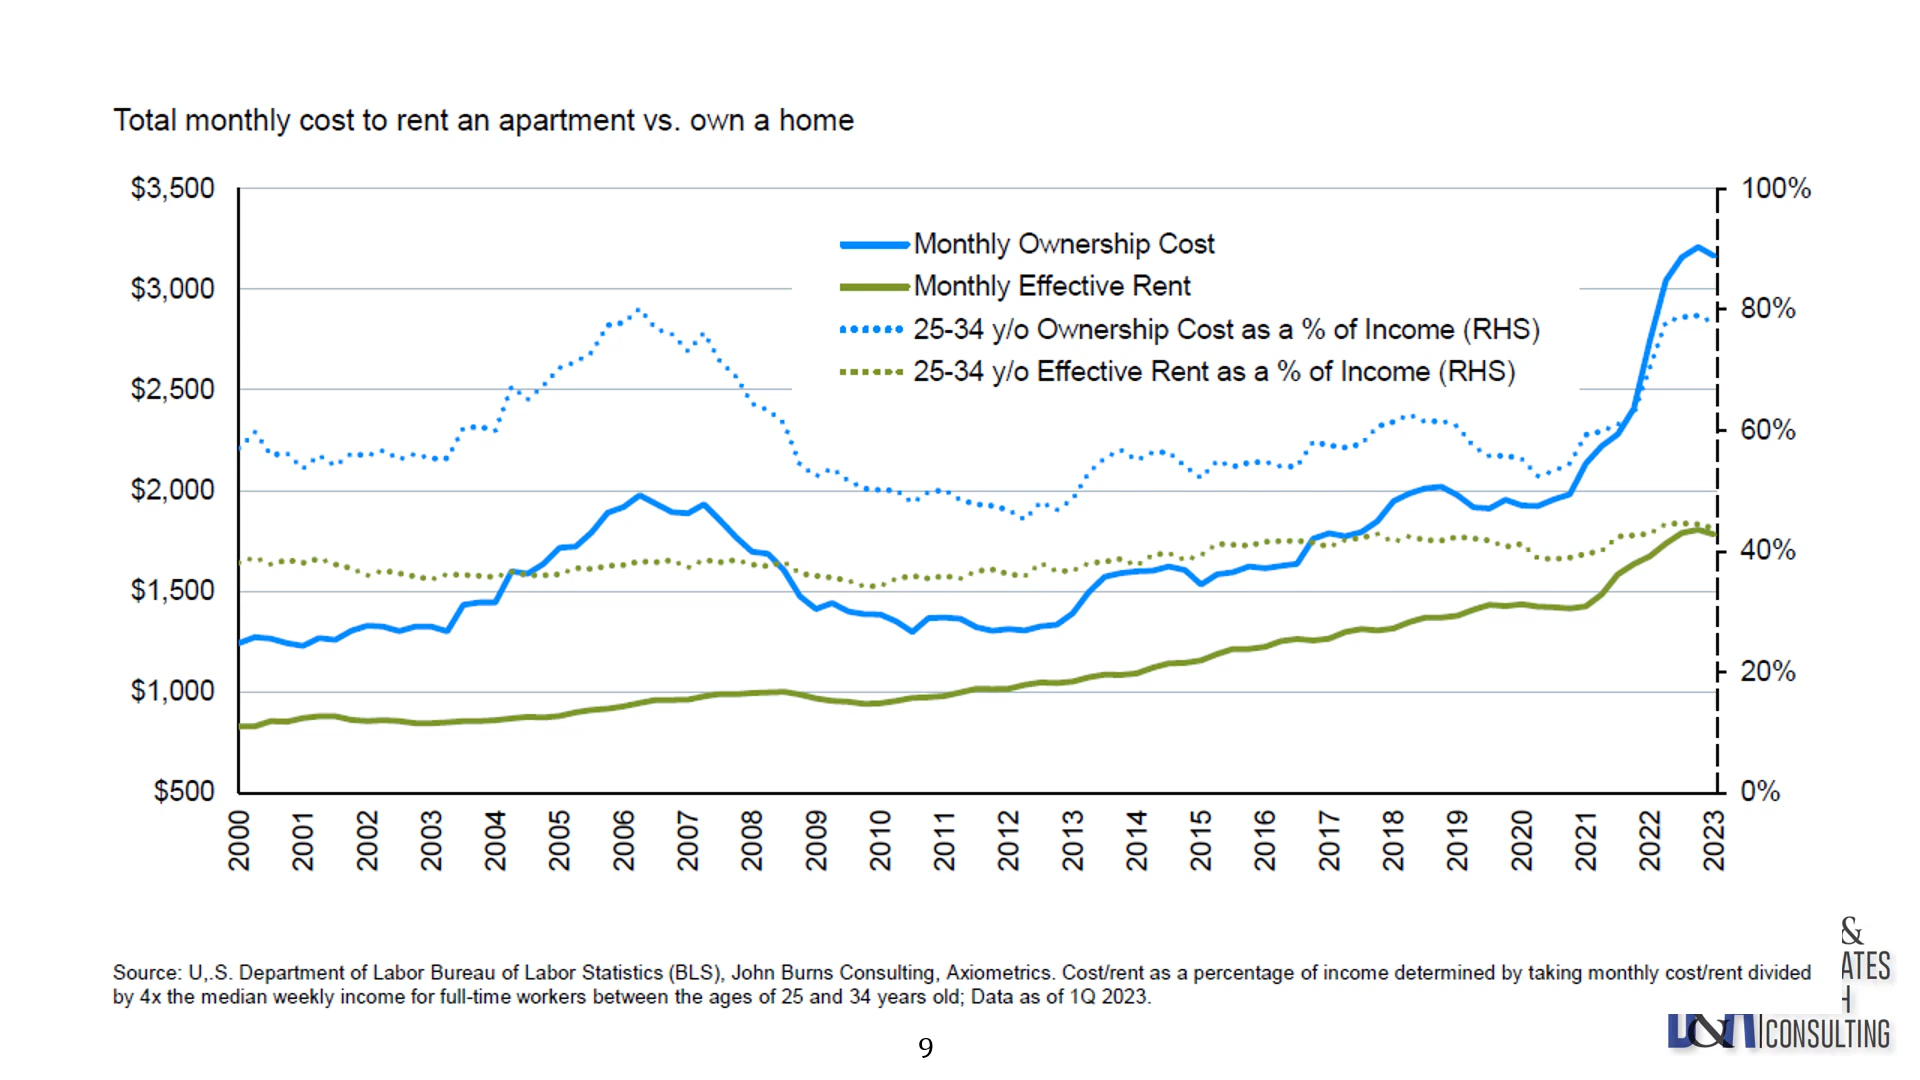 Total monthly cost to rent an apartment vs. own a home
$3,500
$3,000
$2,500
$2,000
$1,500
$1,000
$500
100%
80%
60%
40%
20%
0%
Monthly Ownership Cost
Monthly Effective Rent
25-34 y/o Ownership Cost as a % of Income (RHS)
25-34 y/o Effective Rent as a % of Income (RHS)
2000 2001 2002 2003 2004 2005 2006 2007 2008 2009 2010 2011 2012 2013 2014 2015 2016 2017 2018 2019 2020 2021 2022 2023
Source: U,.S. Department of Labor Bureau of Labor Statistics (BLS), John Burns Consulting, Axiometrics. Cost/rent as a percentage of income determined by taking monthly cost/rent divided
by 4x the median weekly income for full-time workers between the ages of 25 and 34 years old; Data as of 1Q 2023.
9
&
ATES
H
CONSULTING